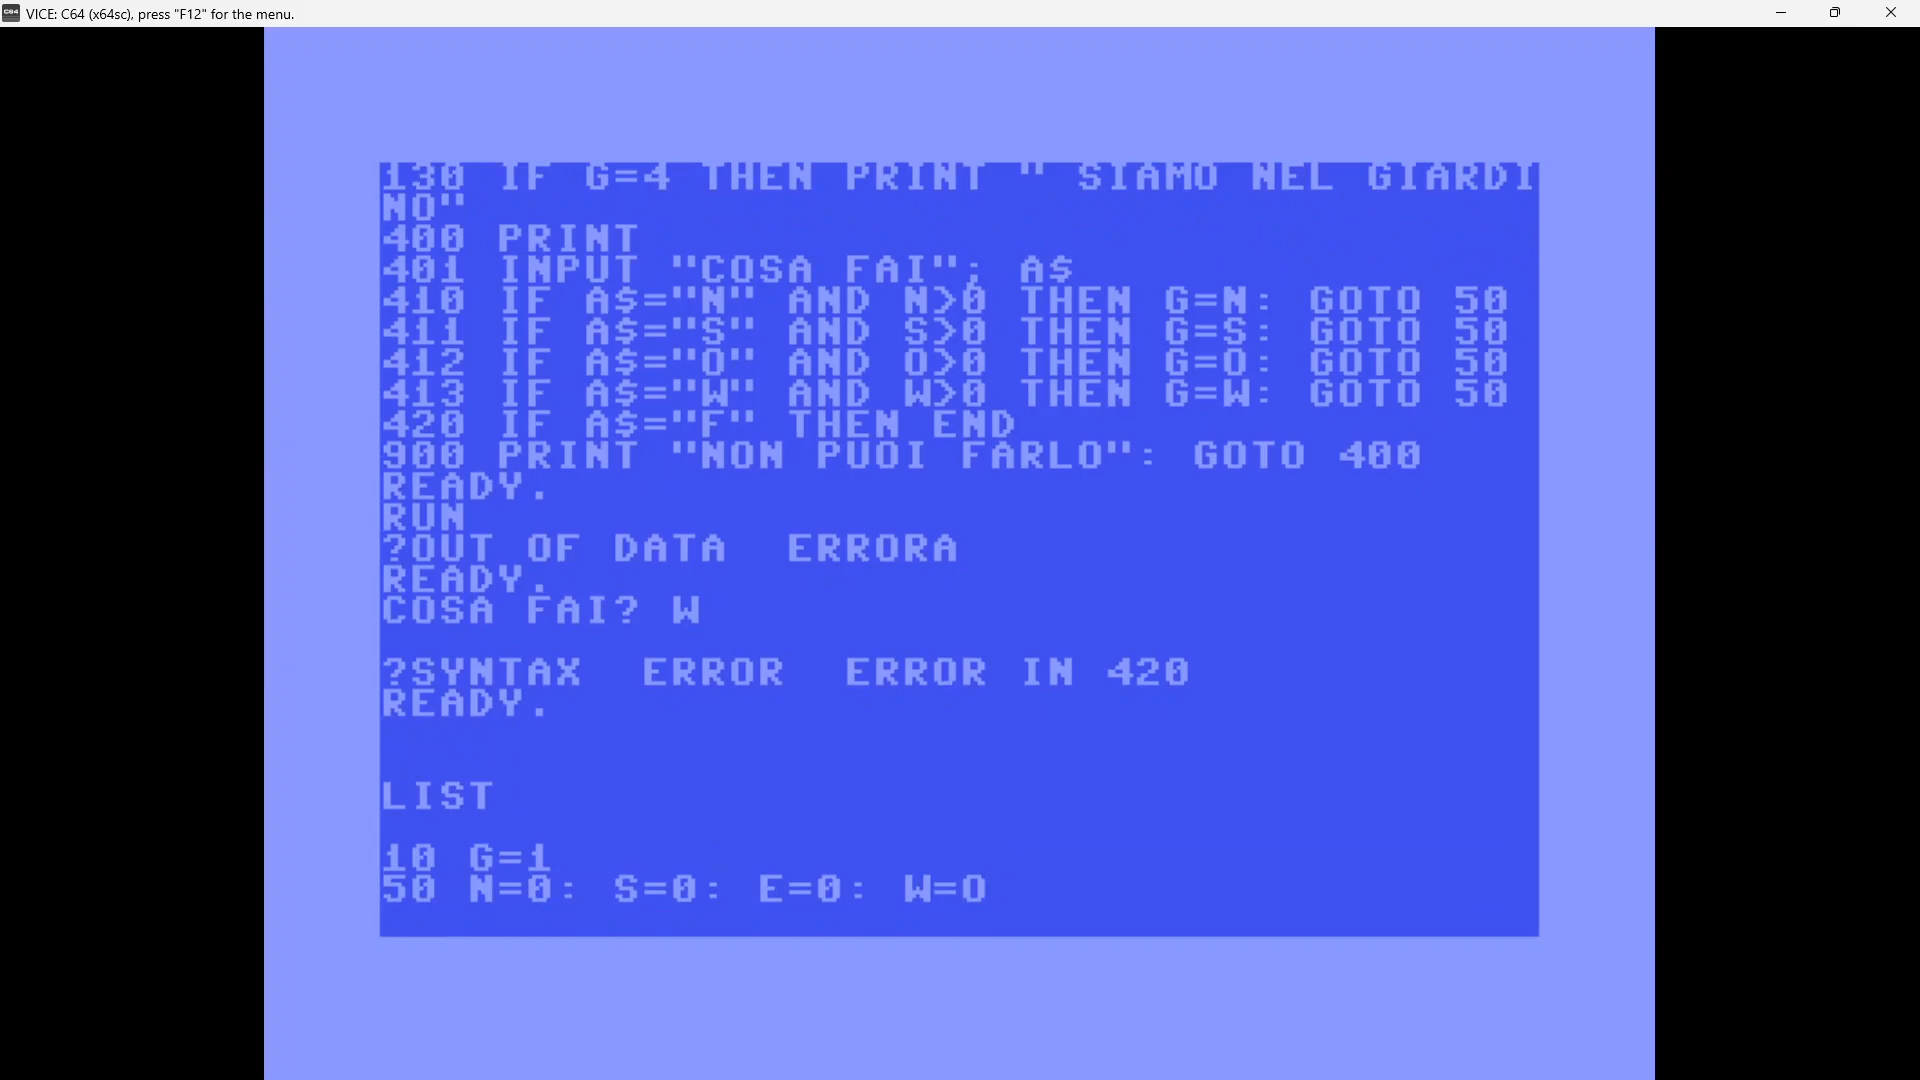 VICE: C64 (x64sc), press "F12" for the menu.
130 IF G=4 THEN PRINT " SIAMO NEL GIARDI
NO"
400 PRINT
401 INPUT "COSA FAI"; A$
410 IF A$="N" AND N>0 THEN G=N: GOTO 50
411 IF A$="S" AND S>0 THEN G=S: GOTO 50
412 IF A$="O" AND O>0 THEN G=O: GOTO 50
413 IF A$="W" AND W>0 THEN G=W: GOTO 50
420 IF A$="F" THEN END
900 PRINT "NON PUOI FARLO": GOTO 400
READY.
RUN
?OUT OF DATA  ERRORA
READY.
COSA FAI? W
?SYNTAX  ERROR  ERROR IN 420
READY.
LIST
10 G=1
50 N=0: S=0: E=0: W=O